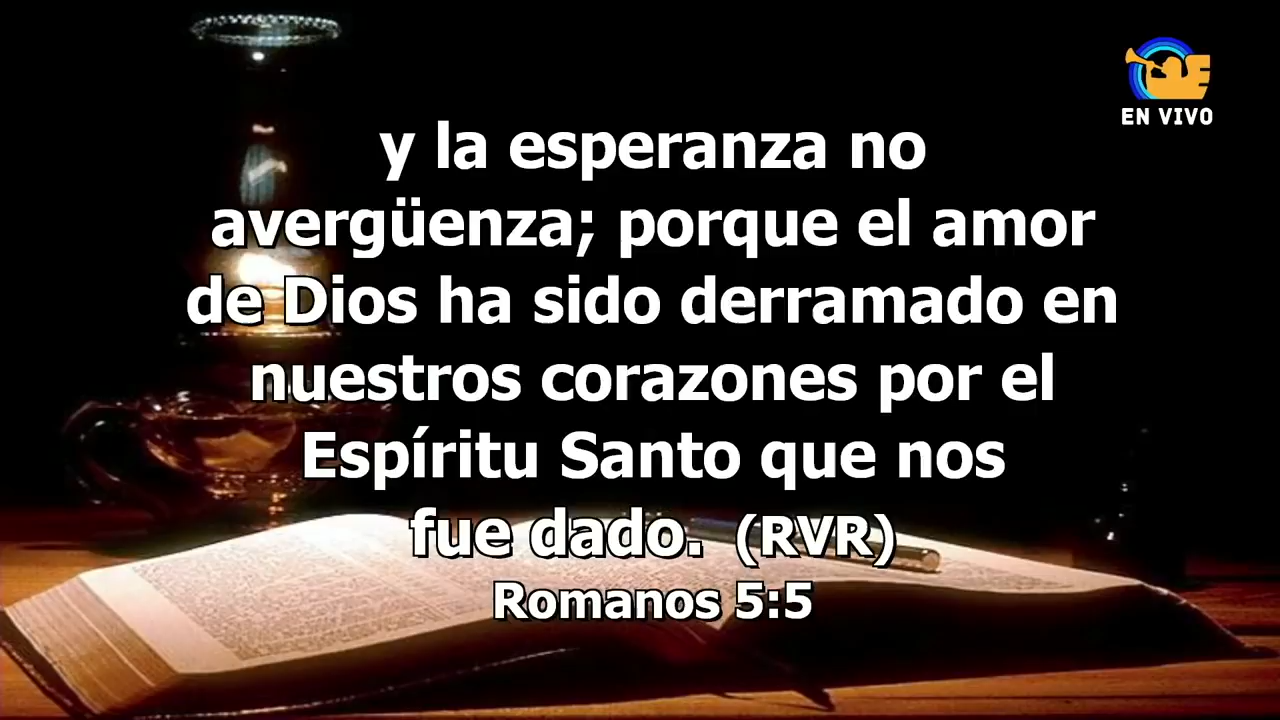 EN VIVO
y la esperanza no
avergüenza; porque el amor
de Dios ha sido derramado en
nuestros corazones por el
Espíritu Santo que nos
fue dado. (RVR)
Romanos 5:5